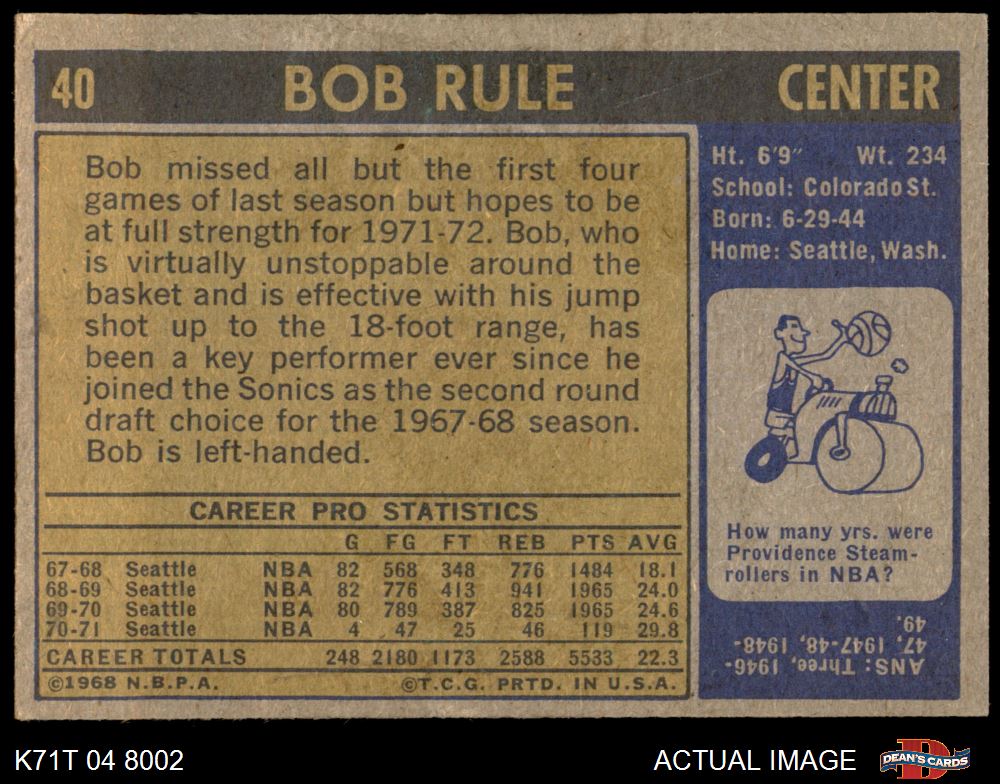 40 BOB RULE CENTER
Bob missed all but the first four
games of last season but hopes to be
at full strength for 1971-72. Bob, who
is virtually unstoppable around the
basket and is effective with his jump
shot up to the 18-foot range, has
been a key performer ever since he
joined the Sonics as the second round
draft choice for the 1967-68 season.
Bob is left-handed.
CAREER PRO STATISTICS
G FG FT REB PTS AVG
67-68 Seattle NBA 82 568 348 776 1484 18.1
68-69 Seattle NBA 82 776 413 941 1965 24.0
69-70 Seattle NBA 80 789 387 825 1965 24.6
70-71 Seattle NBA 4 47 25 46 119 29.8
CAREER TOTALS 248 2180 1173 2588 5533 22.3
©1968 N.B.P.A. ©T.C.G. PRTD. IN U.S.A.
Ht. 6'9" Wt. 234
School: Colorado St.
Born: 6-29-44
Home: Seattle, Wash.
How many yrs. were
Providence Steam-
rollers in NBA?
ANS: Three, 1946-
47, 1947-48, 1948-
49.
K71T 04 8002 ACTUAL IMAGE D DEAN'S CARDS